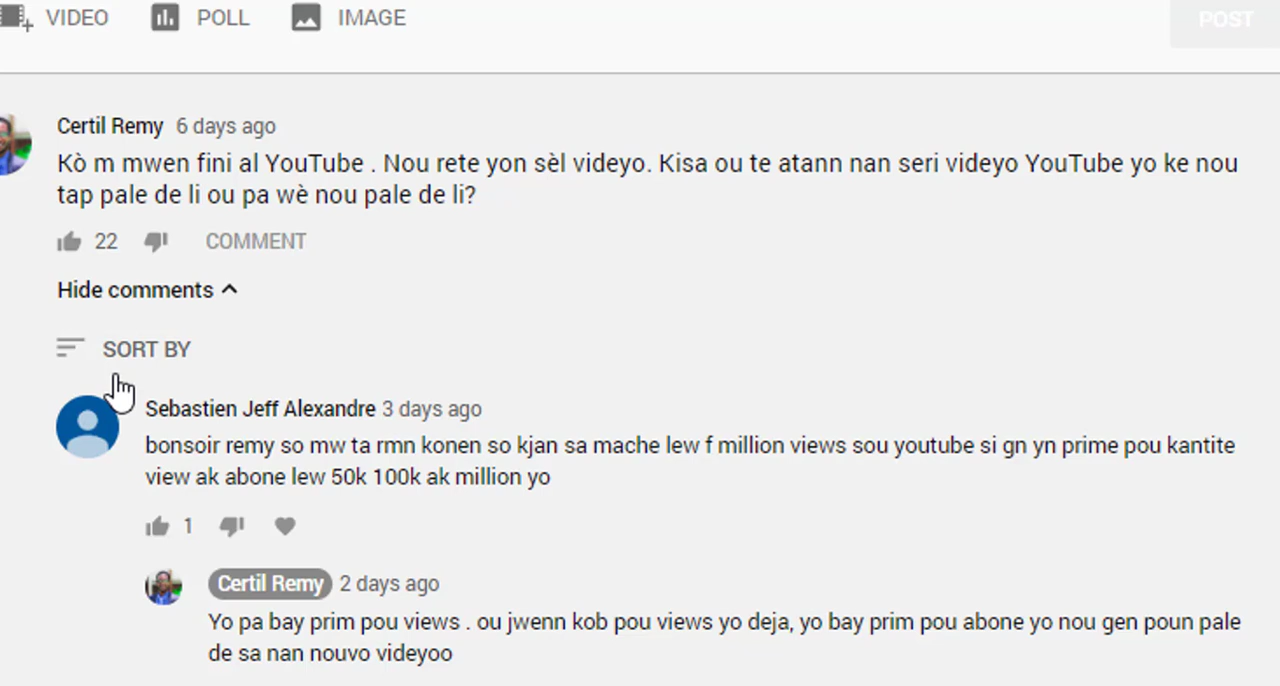 VIDEO POLL IMAGE POST
Certil Remy 6 days ago
Kò m mwen fini al YouTube . Nou rete yon sèl videyo. Kisa ou te atann nan seri videyo YouTube yo ke nou
tap pale de li ou pa wè nou pale de li?
22 COMMENT
Hide comments
SORT BY
Sebastien Jeff Alexandre 3 days ago
bonsoir remy so mw ta rmn konen so kjan sa mache lew f million views sou youtube si gn yn prime pou kantite
view ak abone lew 50k 100k ak million yo
1
Certil Remy 2 days ago
Yo pa bay prim pou views . ou jwenn kob pou views yo deja, yo bay prim pou abone yo nou gen poun pale
de sa nan nouvo videyoo